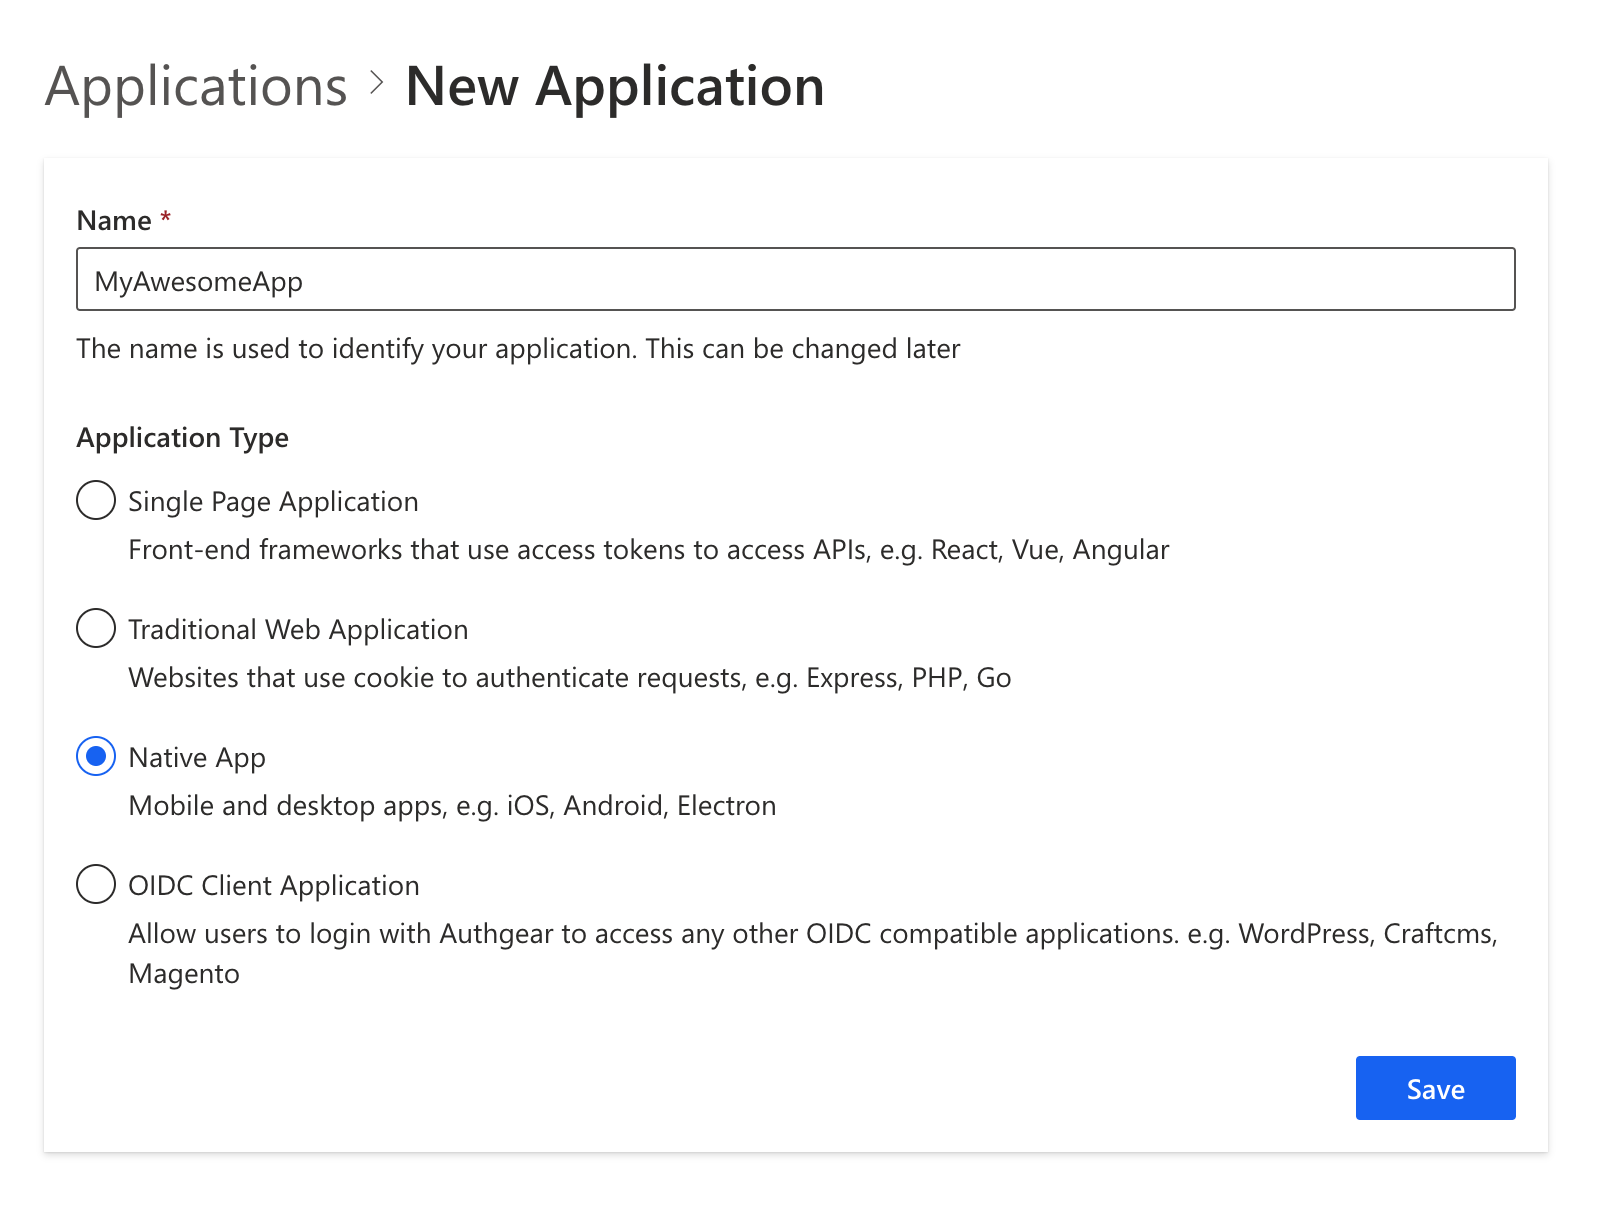 Applications > New Application
Name *
MyAwesomeApp
The name is used to identify your application. This can be changed later
Application Type
Single Page Application
Front-end frameworks that use access tokens to access APIs, e.g. React, Vue, Angular
Traditional Web Application
Websites that use cookie to authenticate requests, e.g. Express, PHP, Go
Native App
Mobile and desktop apps, e.g. iOS, Android, Electron
OIDC Client Application
Allow users to login with Authgear to access any other OIDC compatible applications. e.g. WordPress, Craftcms,
Magento
Save